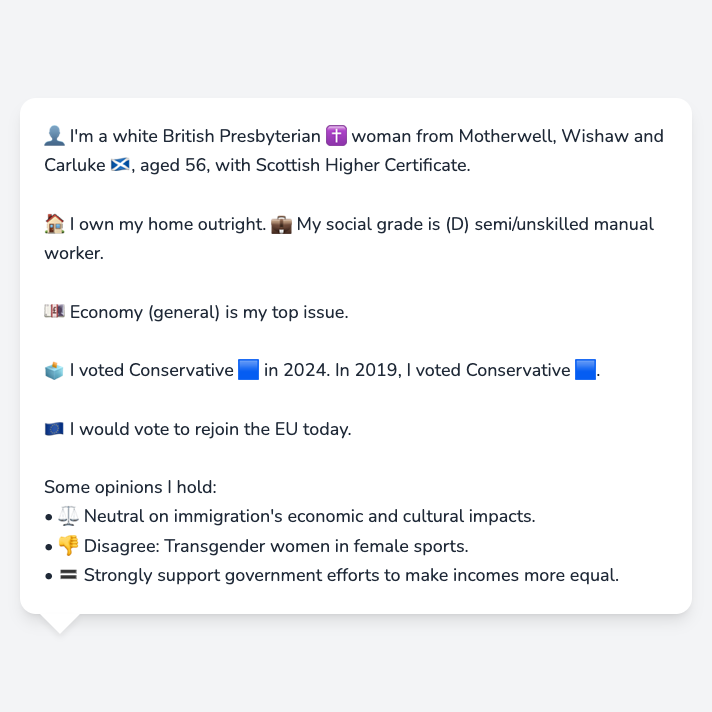 👤 I'm a white British Presbyterian ✝️ woman from Motherwell, Wishaw and
Carluke 🏴󠁧󠁢󠁳󠁣󠁴󠁿, aged 56, with Scottish Higher Certificate.
🏠 I own my home outright. 💼 My social grade is (D) semi/unskilled manual
worker.
💷 Economy (general) is my top issue.
🗳️ I voted Conservative 🟦 in 2024. In 2019, I voted Conservative 🟦.
🇪🇺 I would vote to rejoin the EU today.
Some opinions I hold:
• ⚖️ Neutral on immigration's economic and cultural impacts.
• 👎 Disagree: Transgender women in female sports.
• 🟰 Strongly support government efforts to make incomes more equal.